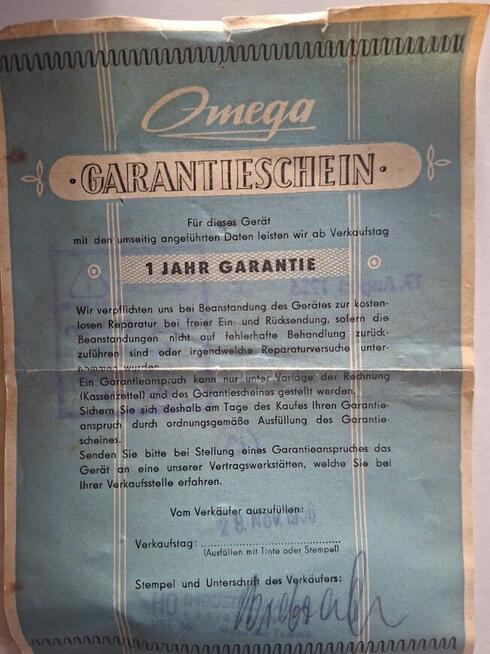 Omega
· GARANTIESCHEIN ·
Für dieses Gerät
mit den umseitig angeführten Daten leisten wir ab Verkaufstag
1 JAHR GARANTIE
Wir verpflichten uns bei Beanstandung des Gerätes zur kosten-
losen Reparatur bei freier Ein- und Rücksendung, sofern die
Beanstandungen nicht auf fehlerhafte Behandlung zurück-
zuführen sind oder irgendwelche Reparaturversuche unter-
nommen wurden.
Ein Garantieanspruch kann nur unter Vorlage der Rechnung
(Kassenzettel) und des Garantiescheines gestellt werden.
Sichern Sie sich deshalb am Tage des Kaufes Ihren Garantie-
anspruch durch ordnungsgemäße Ausfüllung des Garantie-
scheines.
Senden Sie bitte bei Stellung eines Garantieanspruches das
Gerät an eine unserer Vertragswerkstätten, welche Sie bei
Ihrer Verkaufsstelle erfahren.
Vom Verkäufer auszufüllen:
28. Nov. 1956
Verkaufstag:
(Ausfüllen mit Tinte oder Stempel)
Stempel und Unterschrift des Verkäufers:
HO